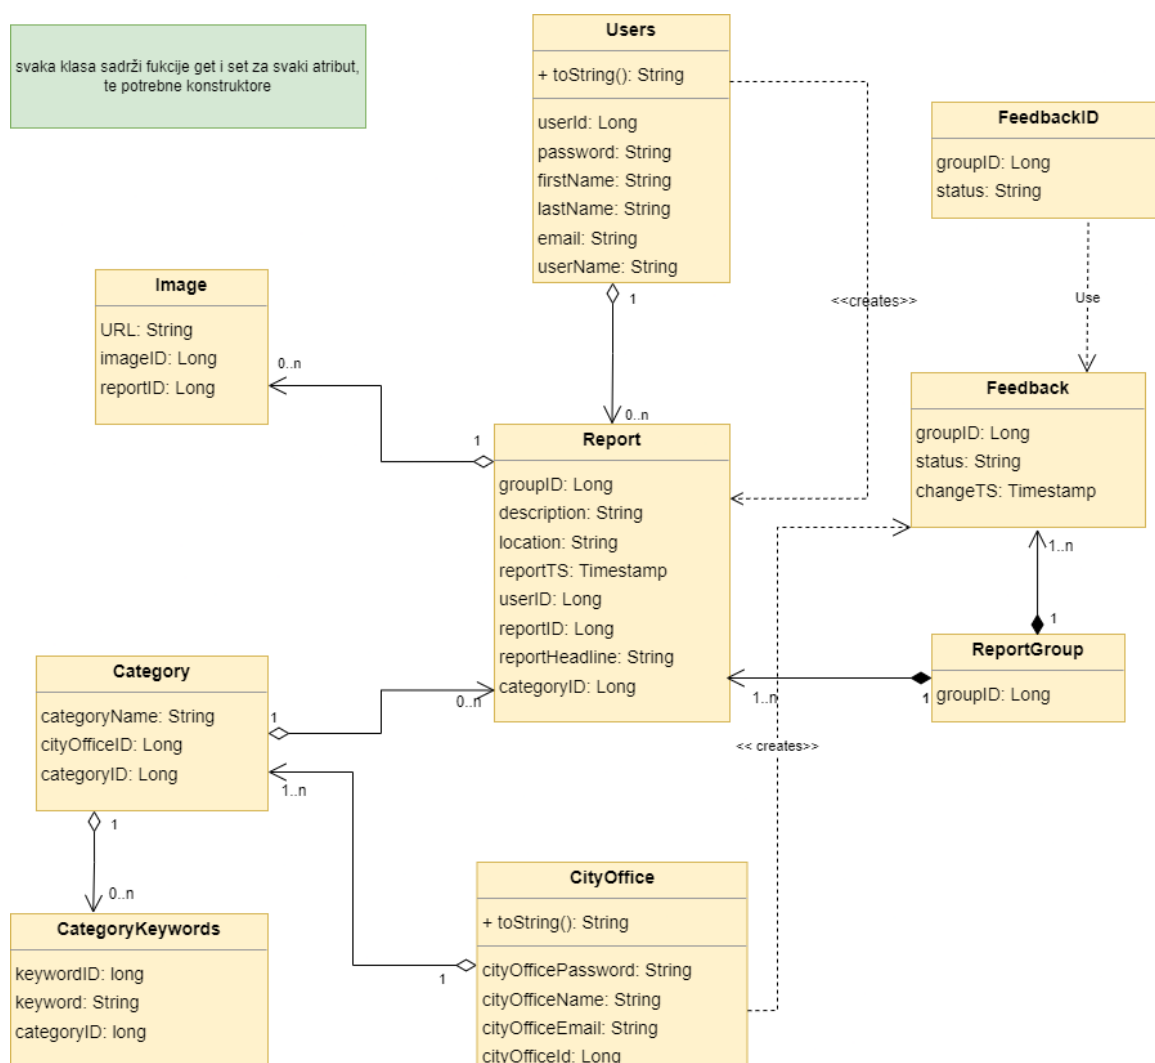 svaka klasa sadrži fukcije get i set za svaki atribut,
te potrebne konstruktore
Users
+ toString(): String
userId: Long
password: String
firstName: String
lastName: String
email: String
userName: String
1
0..n
<<creates>>
FeedbackID
groupID: Long
status: String
Use
Image
URL: String
imageID: Long
reportID: Long
0..n
1
Report
groupID: Long
description: String
location: String
reportTS: Timestamp
userID: Long
reportID: Long
reportHeadline: String
categoryID: Long
Feedback
groupID: Long
status: String
changeTS: Timestamp
1..n
1
ReportGroup
groupID: Long
1..n
1
Category
categoryName: String
cityOfficeID: Long
categoryID: Long
1
0..n
1..n
<< creates>>
1
0..n
CategoryKeywords
keywordID: long
keyword: String
categoryID: long
1
CityOffice
+ toString(): String
cityOfficePassword: String
cityOfficeName: String
cityOfficeEmail: String
cityOfficeId: Long